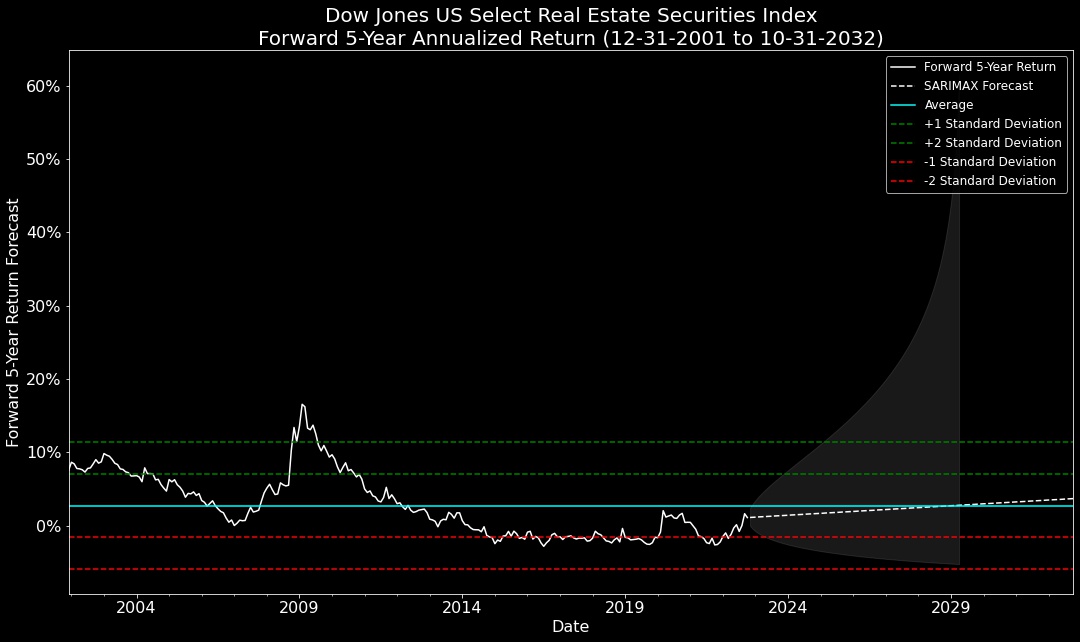 Dow Jones US Select Real Estate Securities Index
Forward 5-Year Annualized Return (12-31-2001 to 10-31-2032)
Forward 5-Year Return
SARIMAX Forecast
Average
+1 Standard Deviation
+2 Standard Deviation
-1 Standard Deviation
-2 Standard Deviation
Forward 5-Year Return Forecast
60%
50%
40%
30%
20%
10%
0%
2004
2009
2014
2019
2024
2029
Date